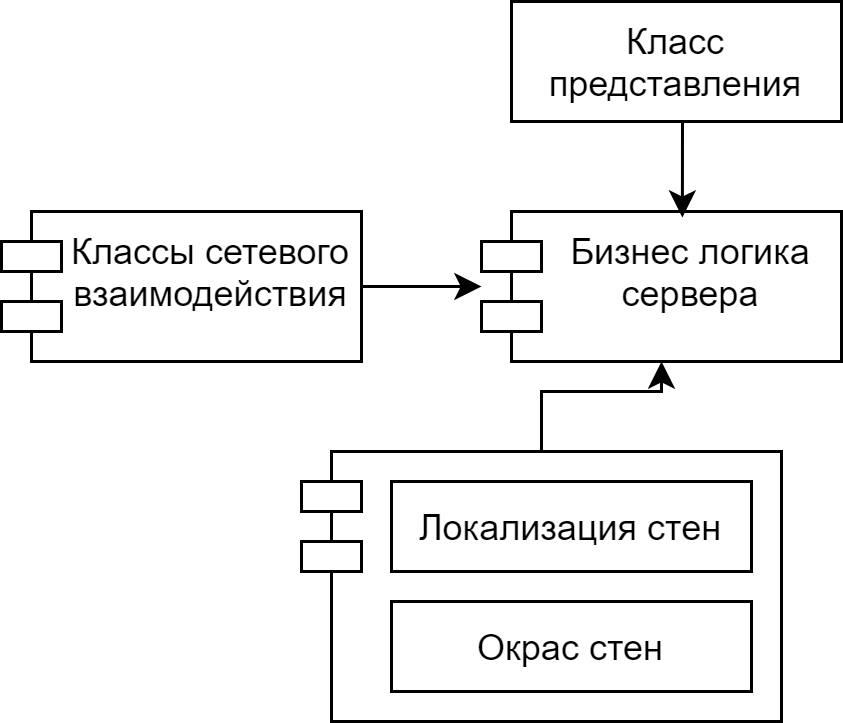 Класс
представления
Классы сетевого
взаимодействия
Бизнес логика
сервера
Локализация стен
Окрас стен